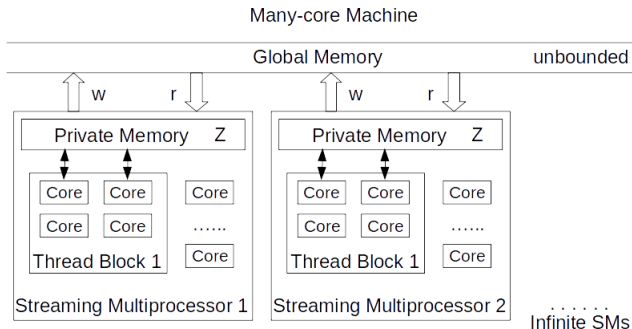 Many-core Machine
Global Memory unbounded
w r w r
Private Memory Z Private Memory Z
Core Core Core Core Core Core
Core Core ...... Core Core ......
Core Core
Thread Block 1 Thread Block 1
Streaming Multiprocessor 1 Streaming Multiprocessor 2
......
Infinite SMs